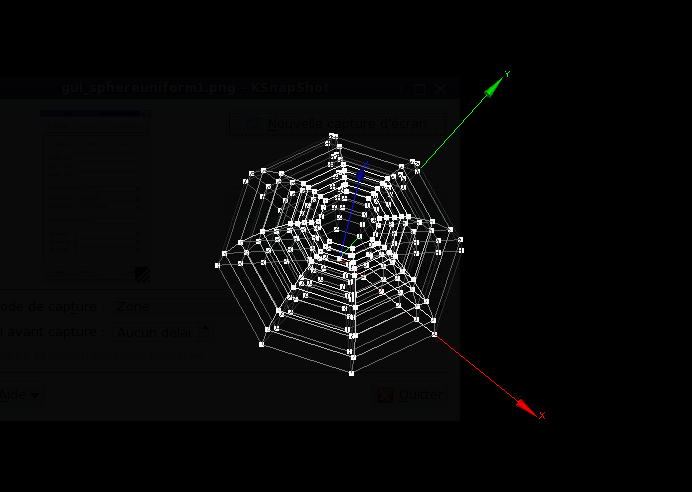 gui_sphereuniform1.png - KSnapShot
Y
Nouvelle capture d'écran
ode de capture : Zone
l avant capture : Aucun délai
Aide
Quitter
X